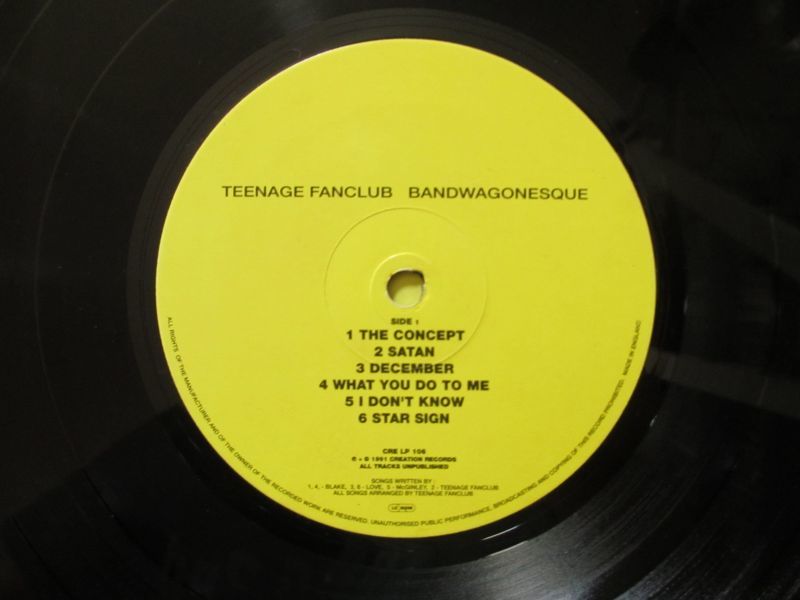 TEENAGE FANCLUB BANDWAGONESQUE
SIDE 1
1 THE CONCEPT
2 SATAN
3 DECEMBER
4 WHAT YOU DO TO ME
5 I DON'T KNOW
6 STAR SIGN
CRE LP 106
℗ + © 1991 CREATION RECORDS
ALL TRACKS UNPUBLISHED
SONGS WRITTEN BY :
1, 4, - BLAKE, 3, 6 - LOVE, 5 - McGINLEY, 2 - TEENAGE FANCLUB
ALL SONGS ARRANGED BY TEENAGE FANCLUB
ALL RIGHTS OF THE MANUFACTURER AND OF THE OWNER OF THE RECORDED WORK ARE RESERVED. UNAUTHORISED PUBLIC PERFORMANCE, BROADCASTING AND COPYING OF THIS RECORD PROHIBITED. MADE IN ENGLAND